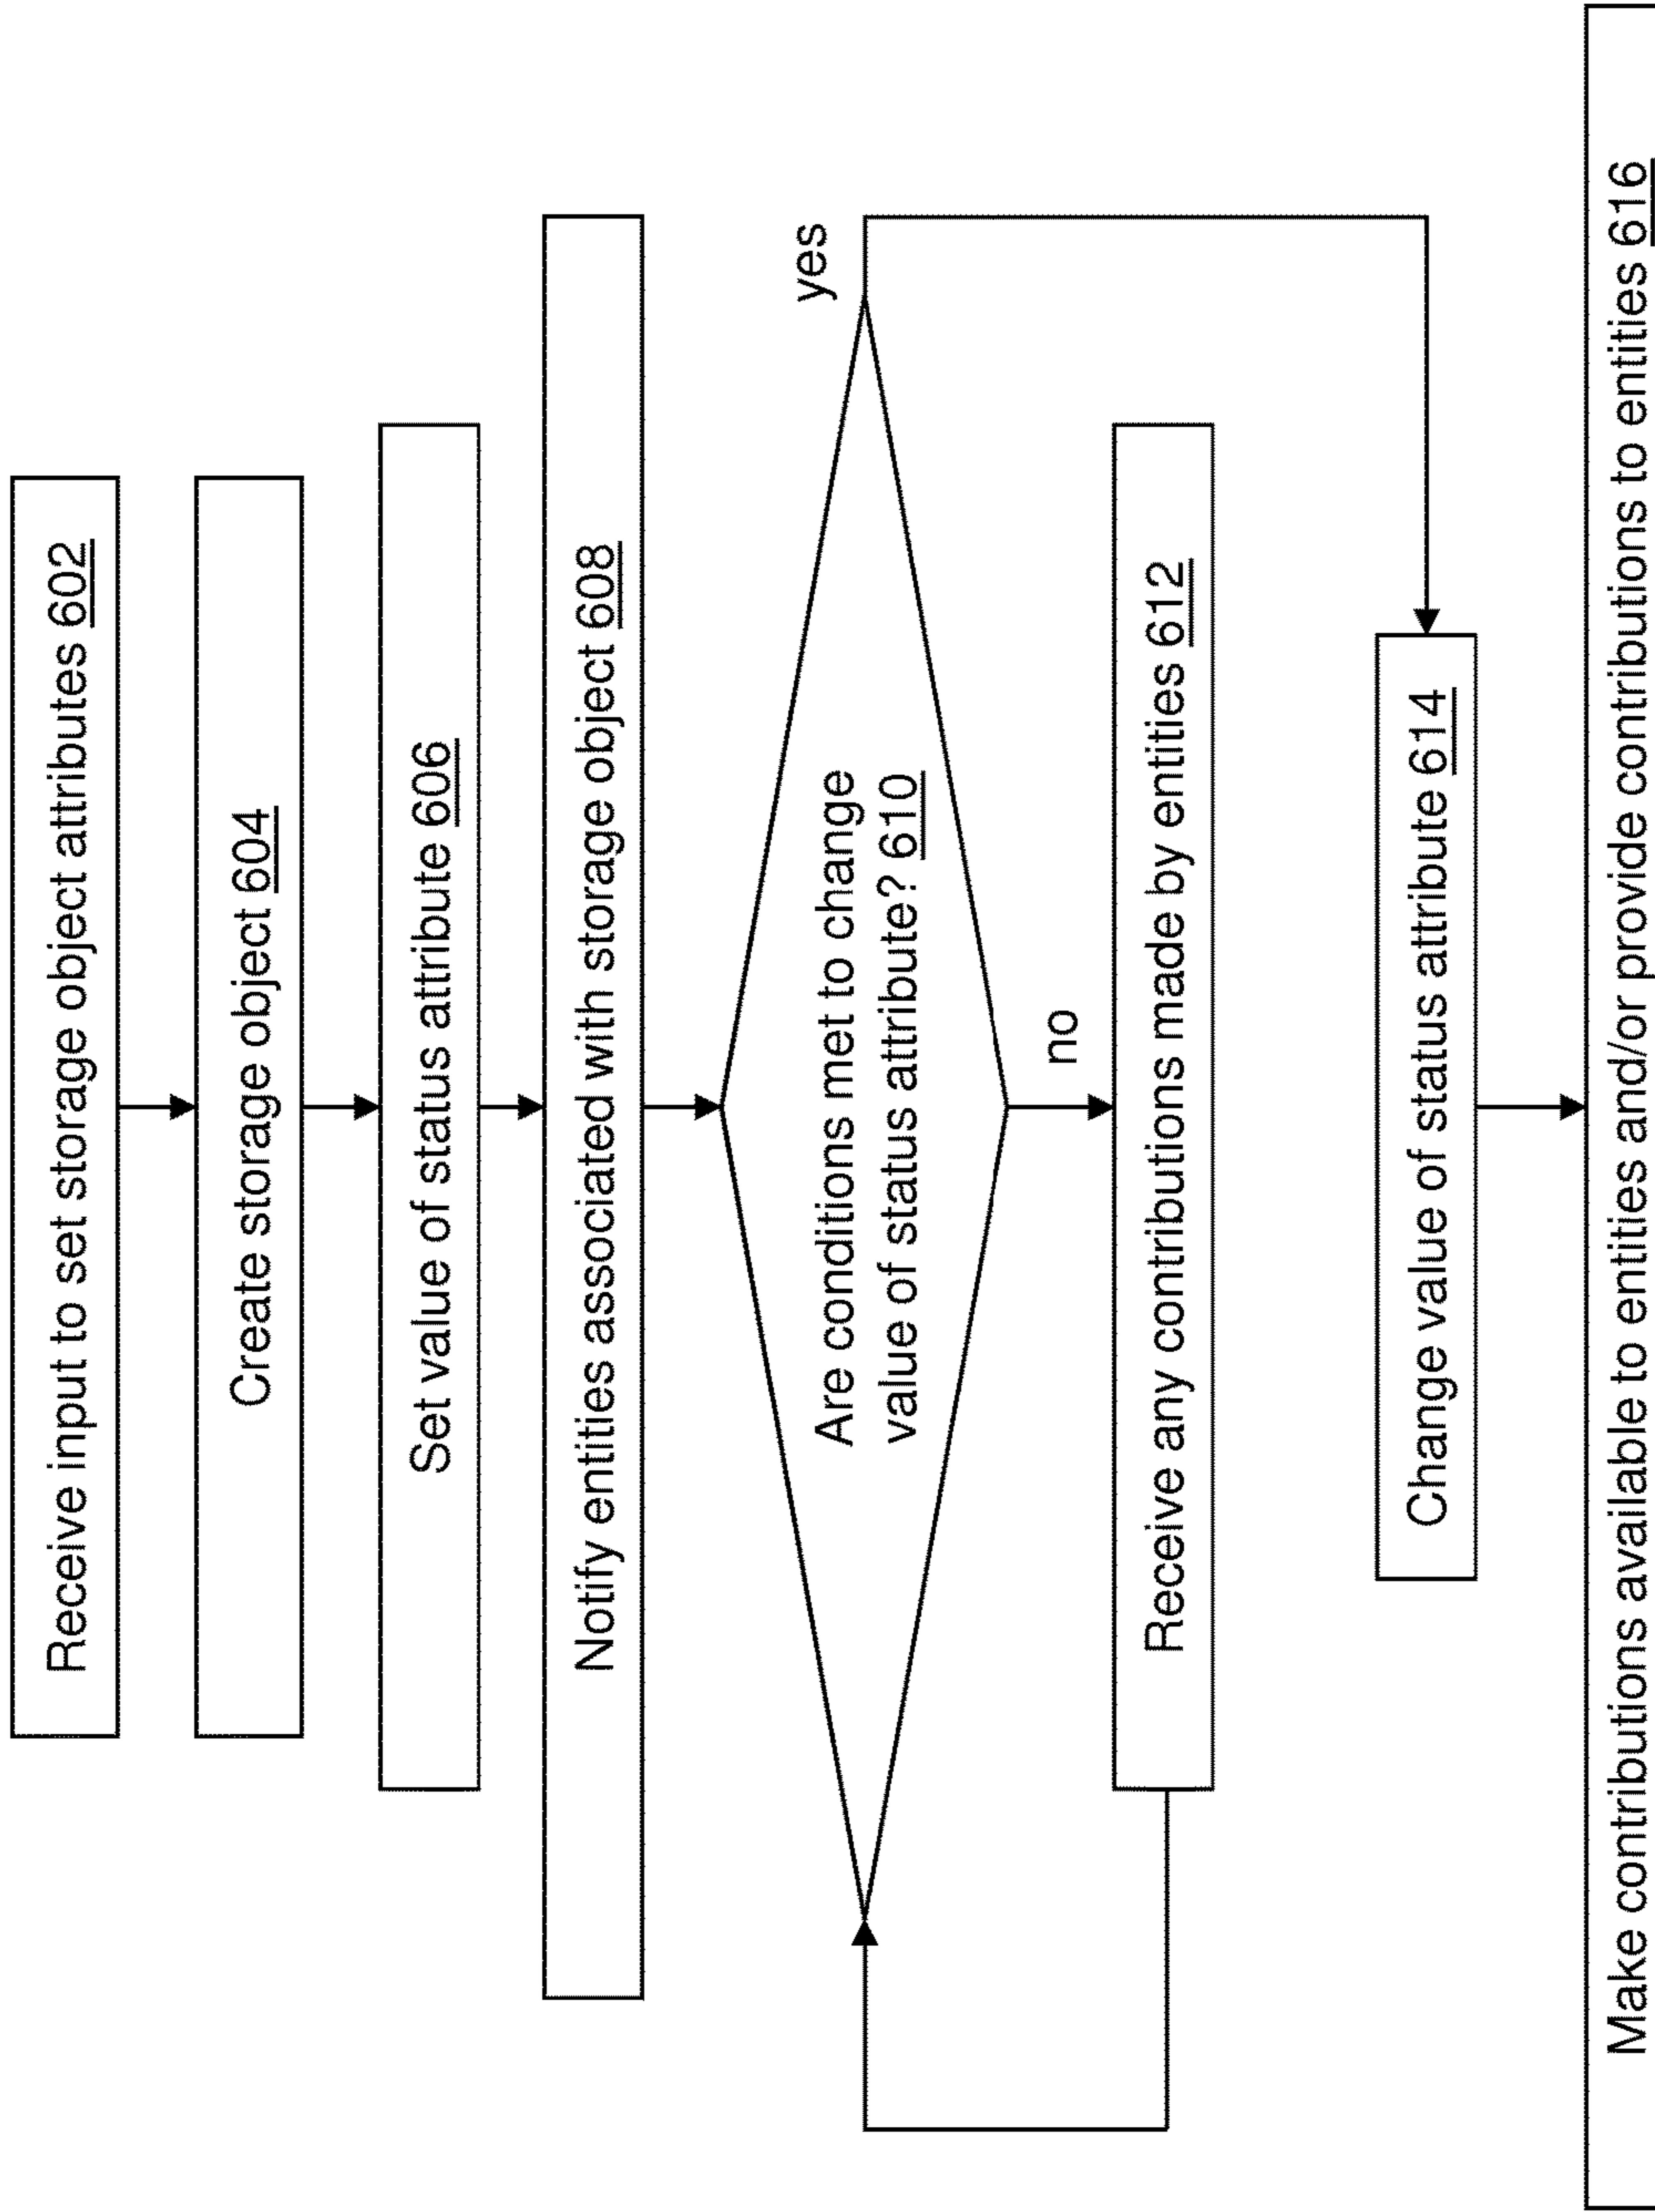 Receive input to set storage object attributes 602
Create storage object 604
Set value of status attribute 606
Notify entities associated with storage object 608
Are conditions met to change
value of status attribute? 610
yes
no
Receive any contributions made by entities 612
Change value of status attribute 614
Make contributions available to entities and/or provide contributions to entities 616